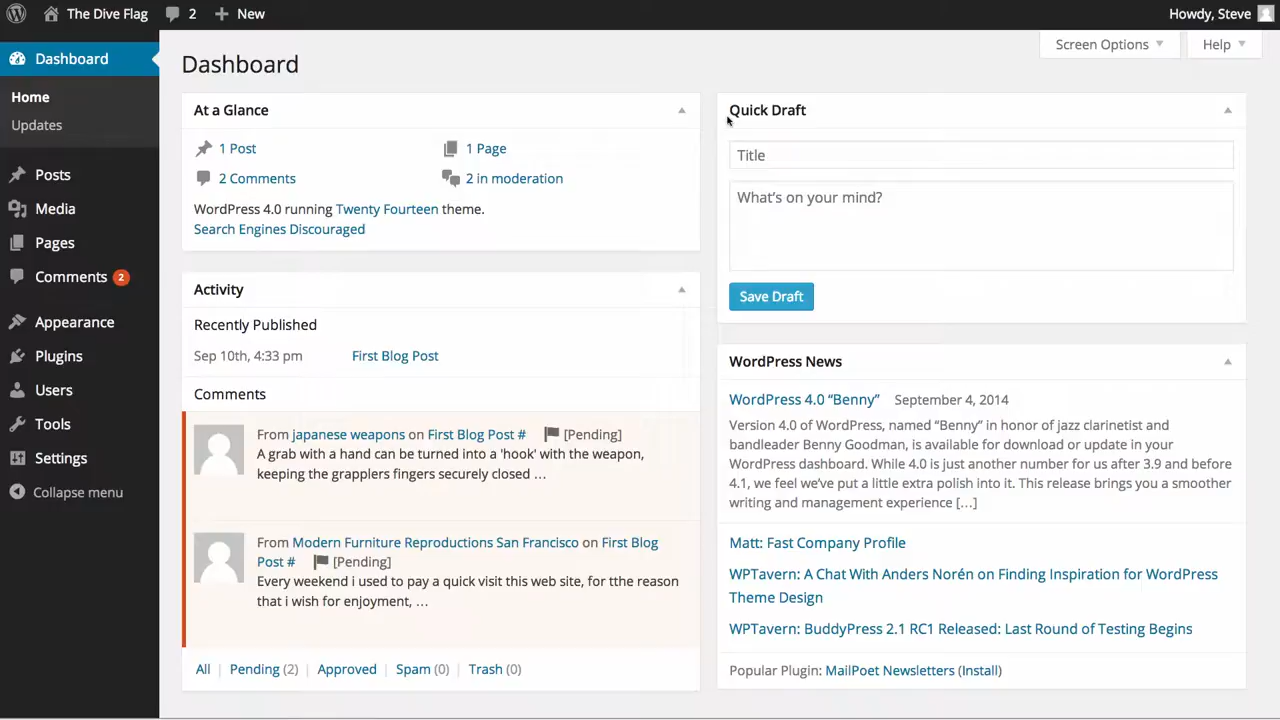 The Dive Flag 2 New Howdy, Steve
Dashboard
Home
Updates
Posts
Media
Pages
Comments 2
Appearance
Plugins
Users
Tools
Settings
Collapse menu
Screen Options Help
Dashboard
At a Glance
1 Post 1 Page
2 Comments 2 in moderation
WordPress 4.0 running Twenty Fourteen theme.
Search Engines Discouraged
Activity
Recently Published
Sep 10th, 4:33 pm First Blog Post
Comments
From japanese weapons on First Blog Post # [Pending]
A grab with a hand can be turned into a 'hook' with the weapon,
keeping the grapplers fingers securely closed …
From Modern Furniture Reproductions San Francisco on First Blog
Post # [Pending]
Every weekend i used to pay a quick visit this web site, for tthe reason
that i wish for enjoyment, …
All | Pending (2) | Approved | Spam (0) | Trash (0)
Quick Draft
Title
What's on your mind?
Save Draft
WordPress News
WordPress 4.0 “Benny” September 4, 2014
Version 4.0 of WordPress, named “Benny” in honor of jazz clarinetist and
bandleader Benny Goodman, is available for download or update in your
WordPress dashboard. While 4.0 is just another number for us after 3.9 and before
4.1, we feel we've put a little extra polish into it. This release brings you a smoother
writing and management experience […]
Matt: Fast Company Profile
WPTavern: A Chat With Anders Norén on Finding Inspiration for WordPress
Theme Design
WPTavern: BuddyPress 2.1 RC1 Released: Last Round of Testing Begins
Popular Plugin: MailPoet Newsletters (Install)